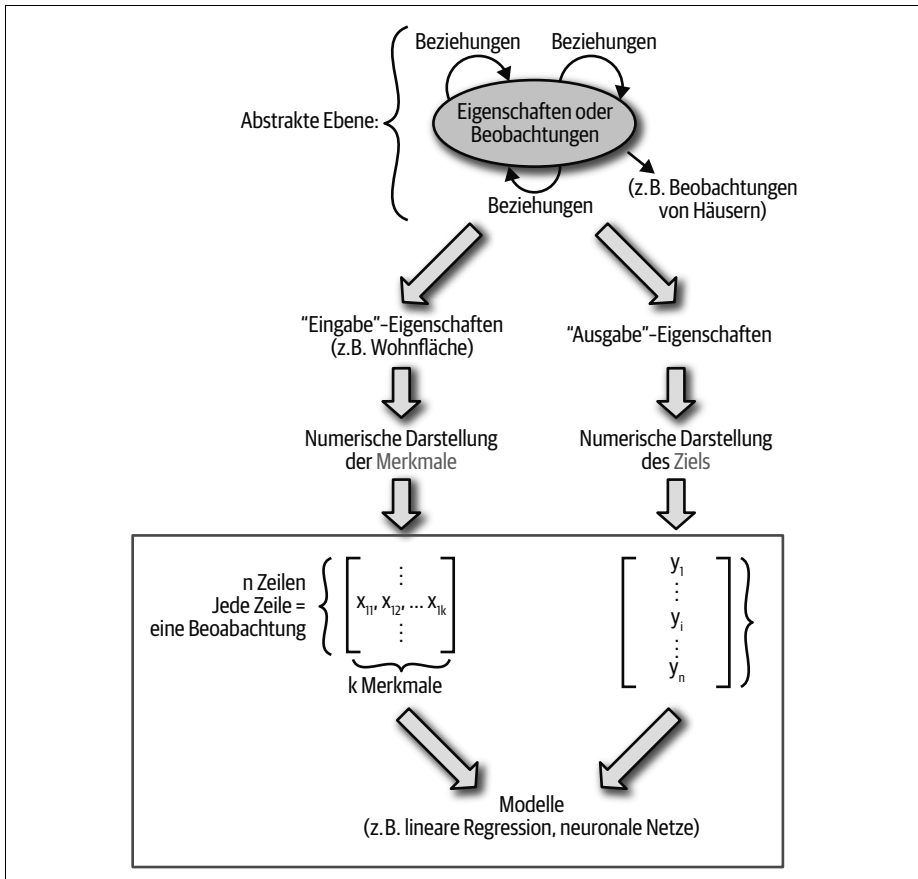 Beziehungen Beziehungen
Abstrakte Ebene:
Eigenschaften oder
Beobachtungen
(z.B. Beobachtungen
von Häusern)
Beziehungen
“Eingabe”-Eigenschaften
(z.B. Wohnfläche)
“Ausgabe”-Eigenschaften
Numerische Darstellung
der Merkmale
Numerische Darstellung
des Ziels
n Zeilen
Jede Zeile =
eine Beoabachtung
⋮
x₁₁, x₁₂, ... x₁ₖ
⋮
k Merkmale
y₁
⋮
yᵢ
⋮
yₙ
Modelle
(z.B. lineare Regression, neuronale Netze)